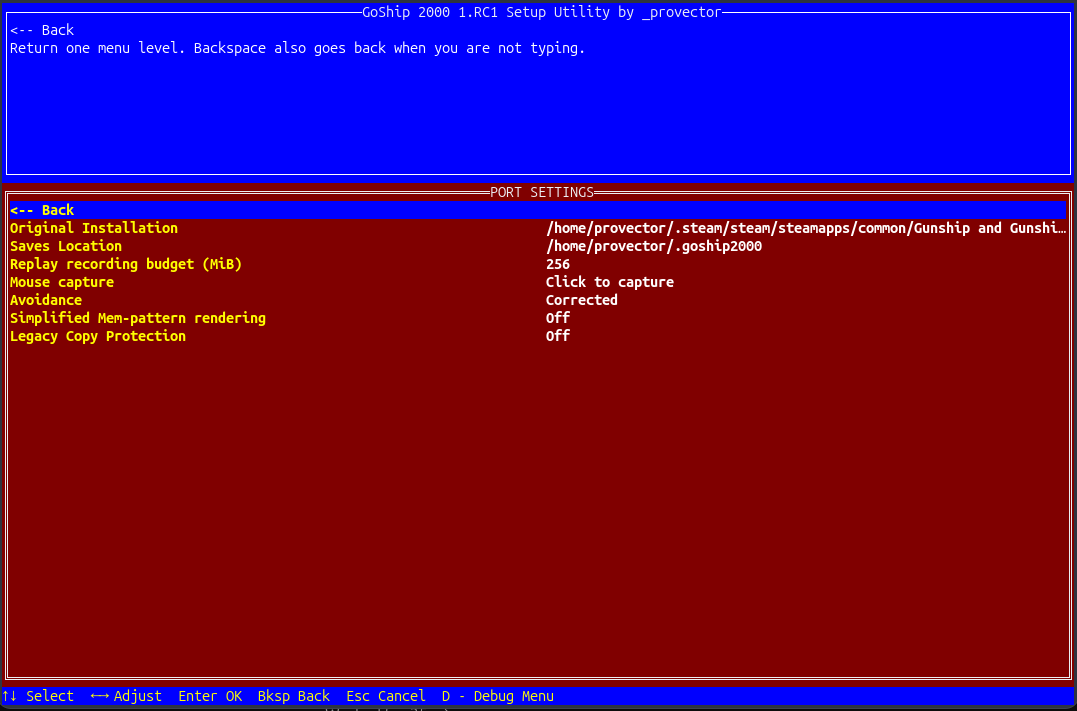 GoShip 2000 1.RC1 Setup Utility by _provector
<-- Back
Return one menu level. Backspace also goes back when you are not typing.
PORT SETTINGS
<-- Back
Original Installation /home/provector/.steam/steam/steamapps/common/Gunship and Gunshi…
Saves Location /home/provector/.goship2000
Replay recording budget (MiB) 256
Mouse capture Click to capture
Avoidance Corrected
Simplified Mem-pattern rendering Off
Legacy Copy Protection Off
↑↓ Select ←→ Adjust Enter OK Bksp Back Esc Cancel D - Debug Menu